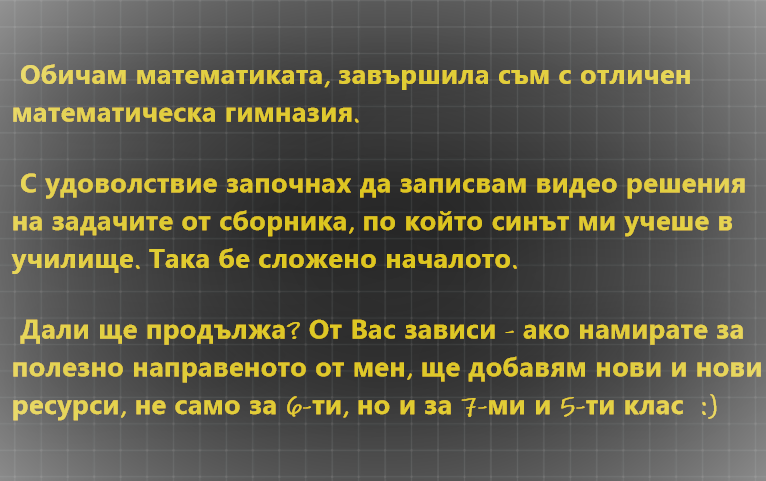 Обичам математиката, завършила съм с отличен
математическа гимназия.
С удоволствие започнах да записвам видео решения
на задачите от сборника, по който синът ми учеше в
училище. Така бе сложено началото.
Дали ще продължа? От Вас зависи - ако намирате за
полезно направеното от мен, ще добавям нови и нови
ресурси, не само за 6-ти, но и за 7-ми и 5-ти клас :)